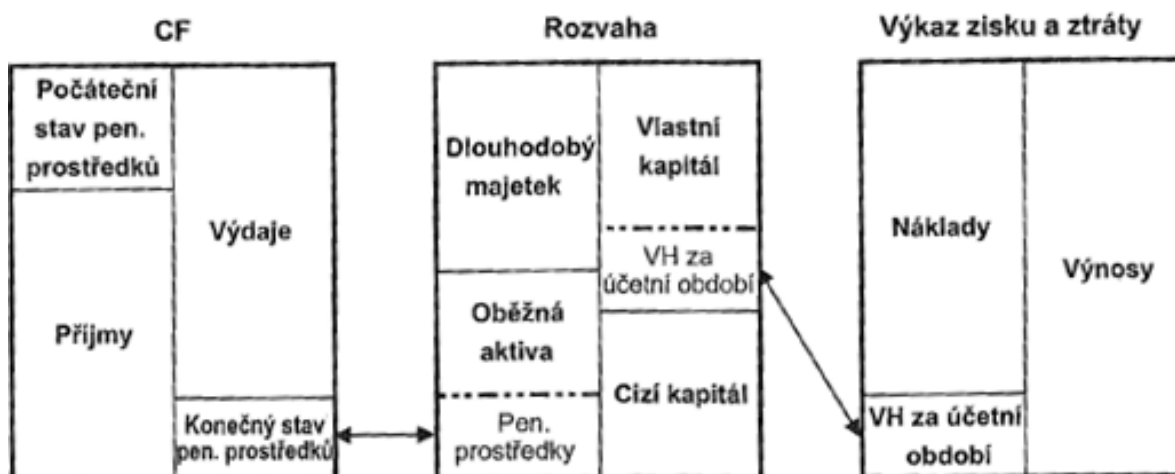 CF
Počáteční
stav pen.
prostředků
Příjmy
Výdaje
Konečný stav
pen. prostředků
Rozvaha
Dlouhodobý
majetek
Oběžná
aktiva
Pen.
prostředky
Vlastní
kapitál
VH za
účetní období
Cizí kapitál
Výkaz zisku a ztráty
Náklady
VH za účetní
období
Výnosy